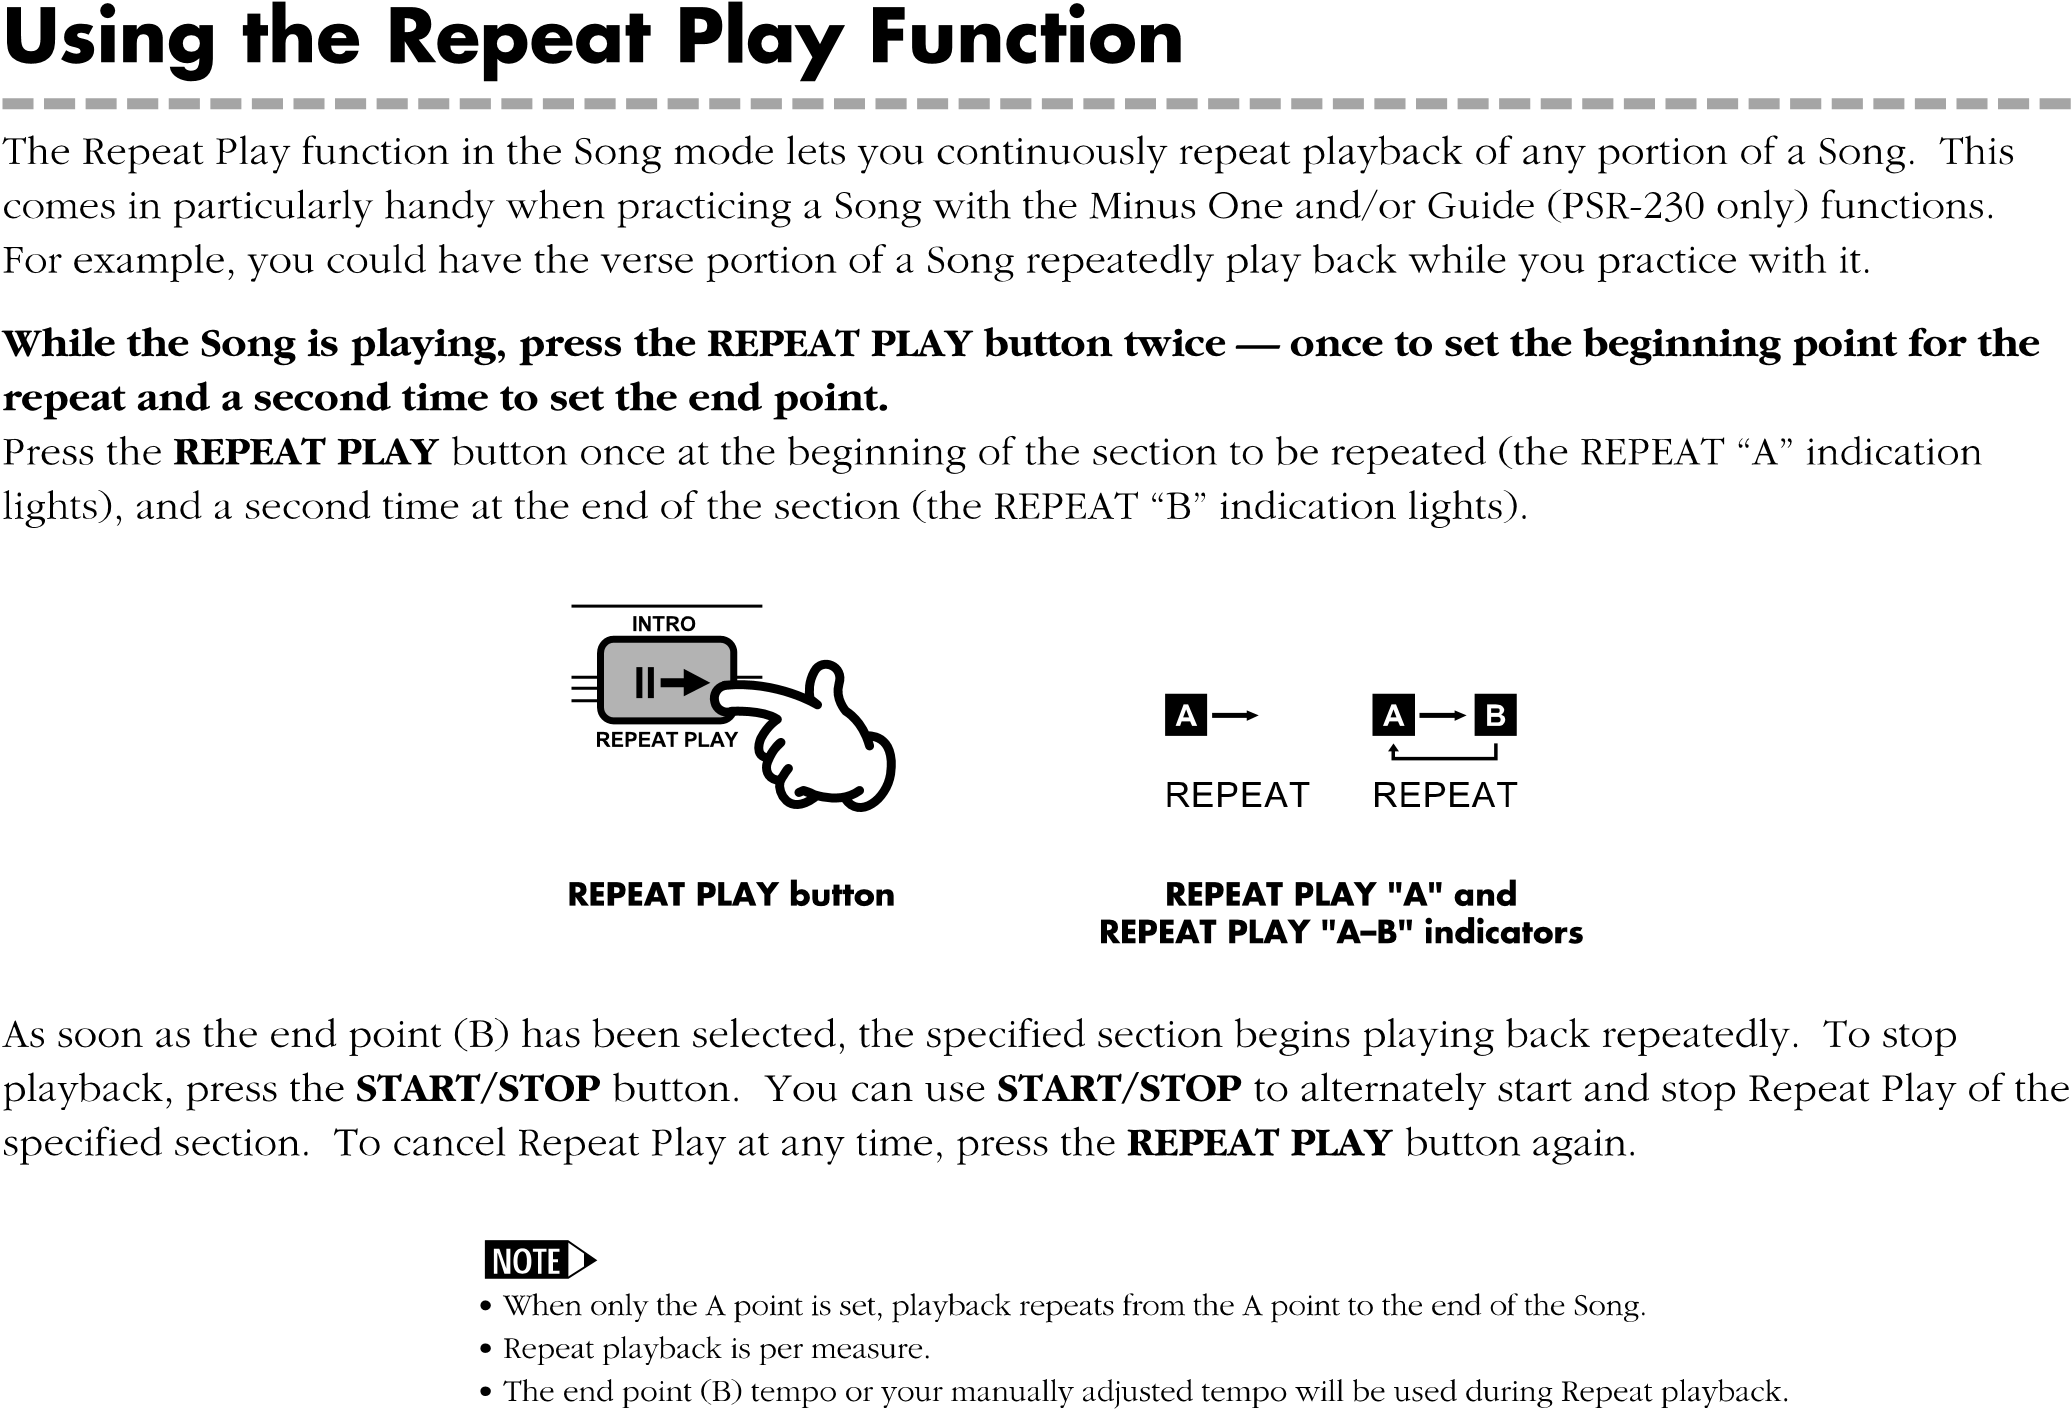 Using the Repeat Play Function
The Repeat Play function in the Song mode lets you continuously repeat playback of any portion of a Song.  This
comes in particularly handy when practicing a Song with the Minus One and/or Guide (PSR-230 only) functions.
For example, you could have the verse portion of a Song repeatedly play back while you practice with it.
While the Song is playing, press the REPEAT PLAY button twice — once to set the beginning point for the
repeat and a second time to set the end point.
Press the REPEAT PLAY button once at the beginning of the section to be repeated (the REPEAT “A” indication
lights), and a second time at the end of the section (the REPEAT “B” indication lights).
INTRO
REPEAT PLAY
A
A B
REPEAT REPEAT
REPEAT PLAY button
REPEAT PLAY "A" and
REPEAT PLAY "A–B" indicators
As soon as the end point (B) has been selected, the specified section begins playing back repeatedly.  To stop
playback, press the START/STOP button.  You can use START/STOP to alternately start and stop Repeat Play of the
specified section.  To cancel Repeat Play at any time, press the REPEAT PLAY button again.
NOTE
• When only the A point is set, playback repeats from the A point to the end of the Song.
• Repeat playback is per measure.
• The end point (B) tempo or your manually adjusted tempo will be used during Repeat playback.